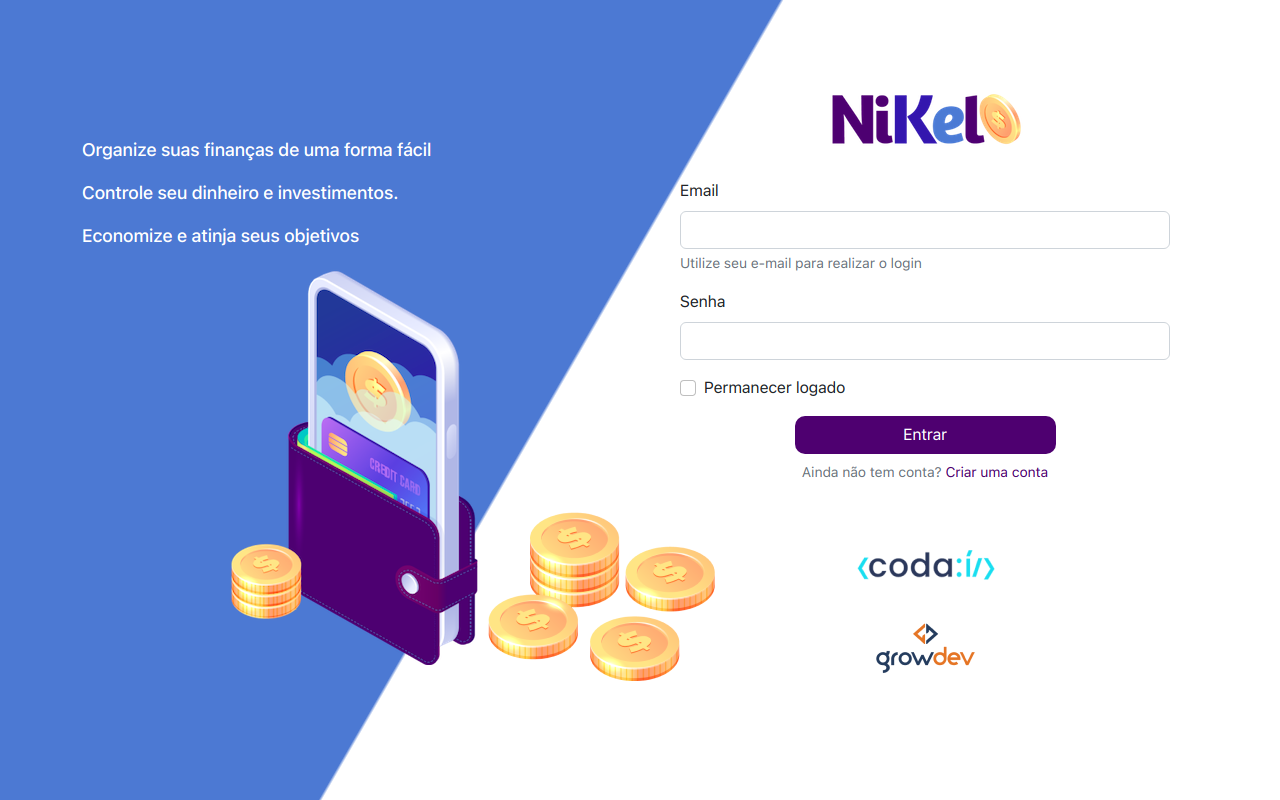 Organize suas finanças de uma forma fácil
Controle seu dinheiro e investimentos.
Economize e atinja seus objetivos
CREDIT CARD
NiKel
Email
Utilize seu e-mail para realizar o login
Senha
Permanecer logado
Entrar
Ainda não tem conta? Criar uma conta
<coda:í/>
growdev